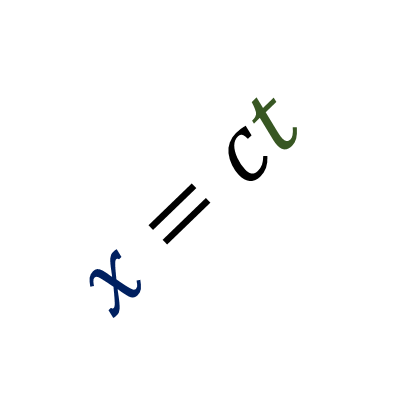 x = ct